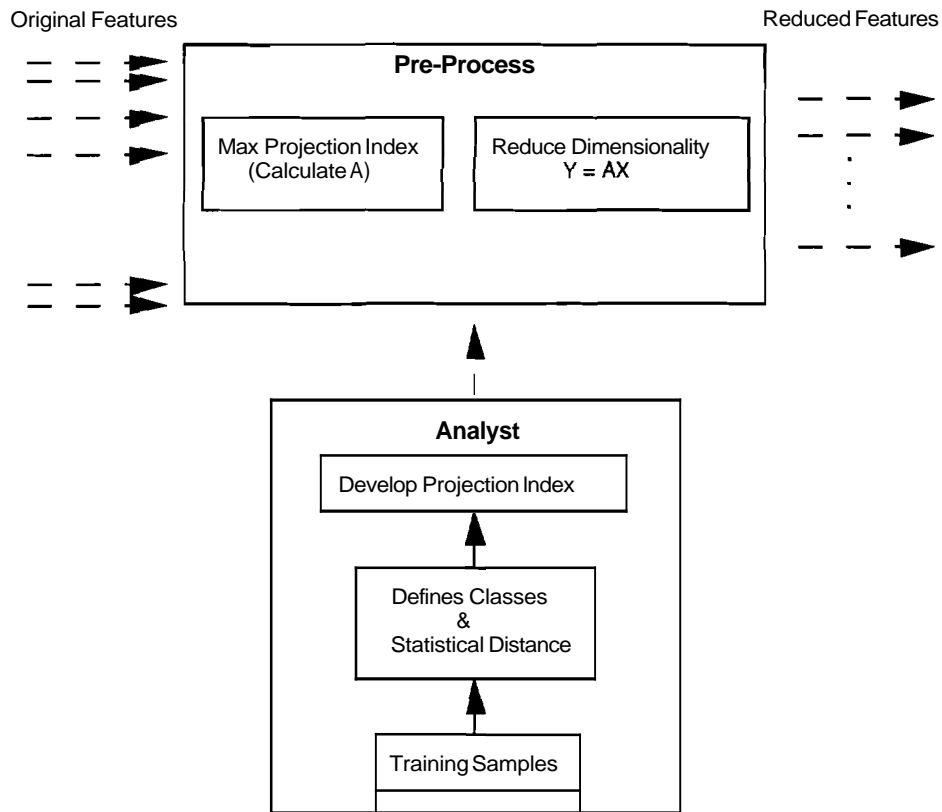 Original Features
Reduced Features
Pre-Process
Max Projection Index
(Calculate A)
Reduce Dimensionality
Y = AX
Analyst
Develop Projection Index
Defines Classes
&
Statistical Distance
Training Samples